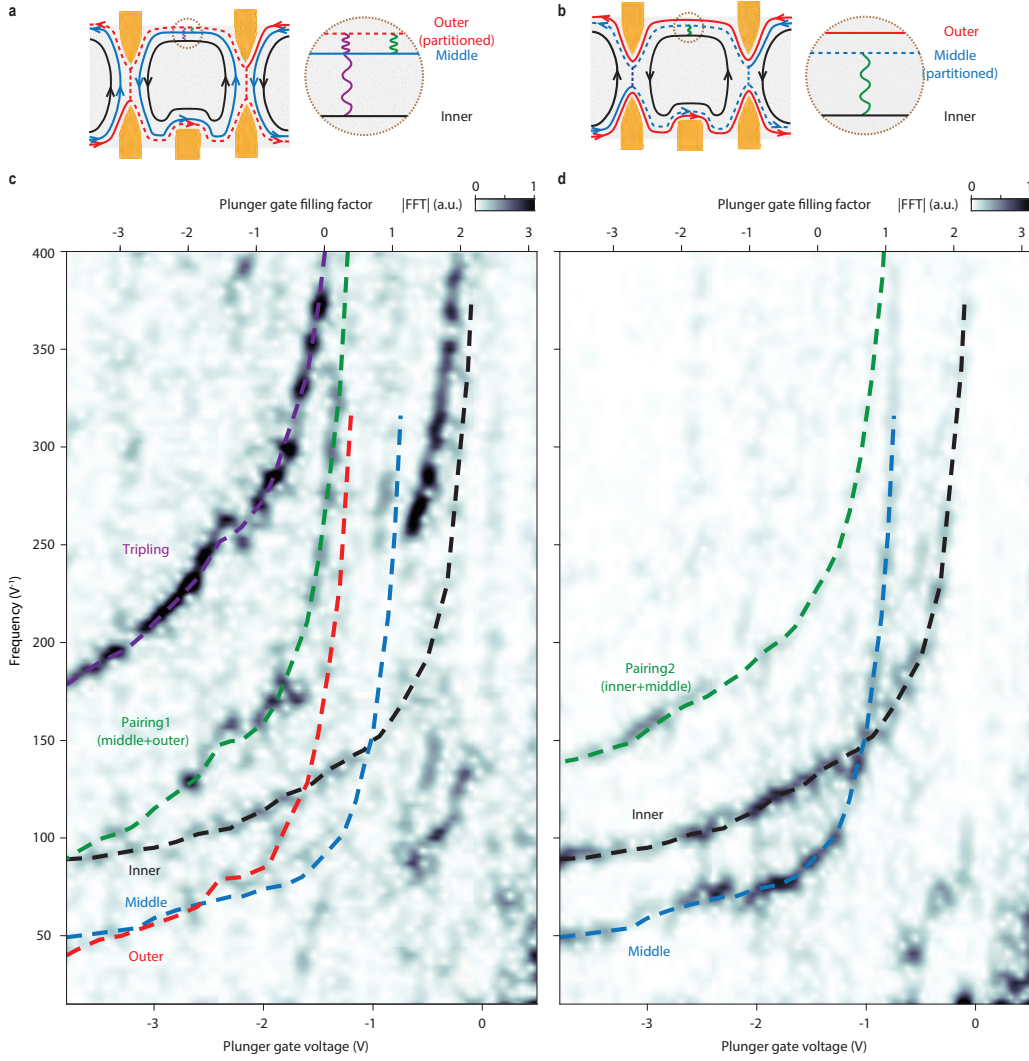 a
Outer
(partitioned)
Middle
Inner
b
Outer
Middle
(partitioned)
Inner
c
|FFT| (a.u.)
0
1
Plunger gate filling factor
-3
-2
-1
0
1
2
3
400
350
300
250
200
150
100
50
Frequency (V⁻¹)
Tripling
Pairing1
(middle+outer)
Inner
Middle
Outer
-3
-2
-1
0
Plunger gate voltage (V)
d
|FFT| (a.u.)
0
1
Plunger gate filling factor
-3
-2
-1
0
1
2
3
Pairing2
(inner+middle)
Inner
Middle
-3
-2
-1
0
Plunger gate voltage (V)